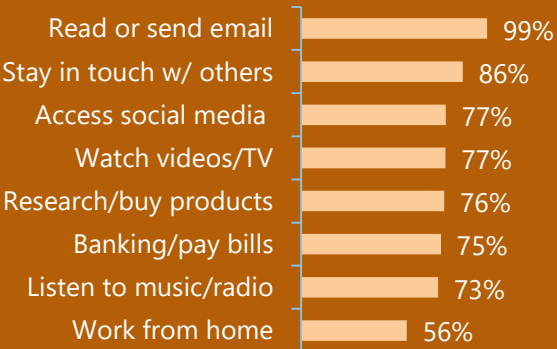 Read or send email 99%
Stay in touch w/ others 86%
Access social media 77%
Watch videos/TV 77%
Research/buy products 76%
Banking/pay bills 75%
Listen to music/radio 73%
Work from home 56%